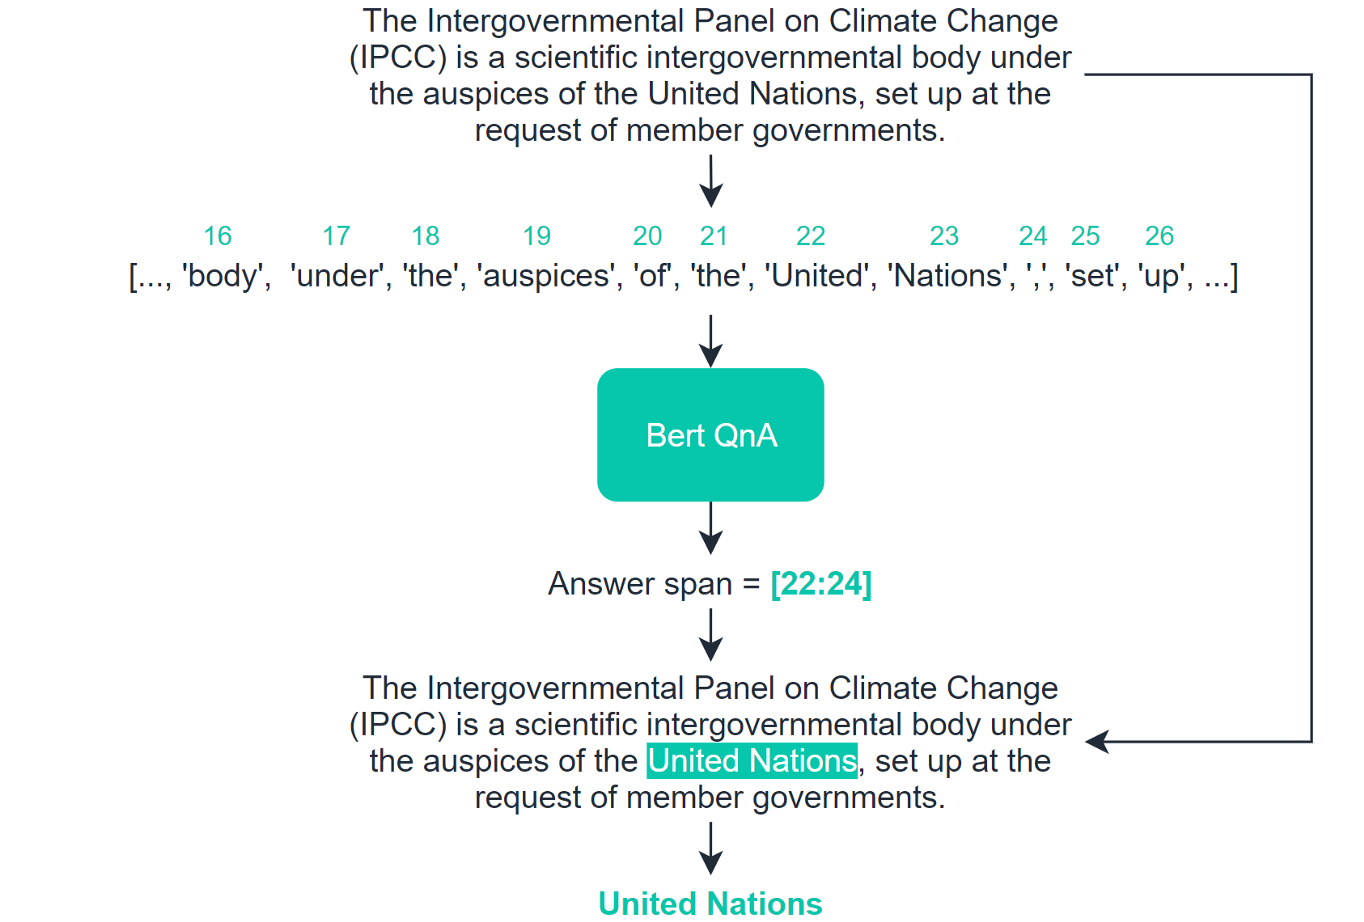 The Intergovernmental Panel on Climate Change
(IPCC) is a scientific intergovernmental body under
the auspices of the United Nations, set up at the
request of member governments.
16 17 18 19 20 21 22 23 24 25 26
[..., 'body', 'under', 'the', 'auspices', 'of', 'the', 'United', 'Nations', ',', 'set', 'up', ...]
Bert QnA
Answer span = [22:24]
The Intergovernmental Panel on Climate Change
(IPCC) is a scientific intergovernmental body under
the auspices of the United Nations, set up at the
request of member governments.
United Nations